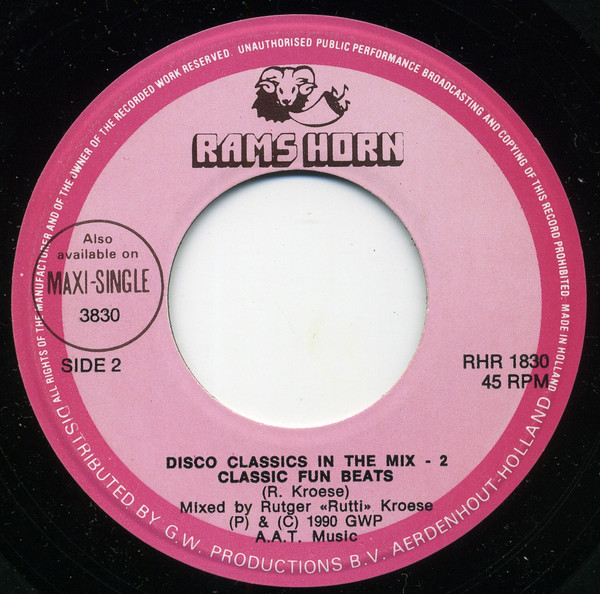 ALL RIGHTS OF THE MANUFACTURER AND OF THE OWNER OF THE RECORDED WORK RESERVED. UNAUTHORISED PUBLIC PERFORMANCE BROADCASTING AND COPYING OF THIS RECORD PROHIBITED. MADE IN HOLLAND
RAMS HORN
Also
available on
MAXI-SINGLE
3830
SIDE 2
RHR 1830
45 RPM
DISCO CLASSICS IN THE MIX - 2
CLASSIC FUN BEATS
(R. Kroese)
Mixed by Rutger «Rutti» Kroese
(P) & (C) 1990 GWP
A.A.T. Music
DISTRIBUTED BY G.W. PRODUCTIONS B.V. AERDENHOUT-HOLLAND